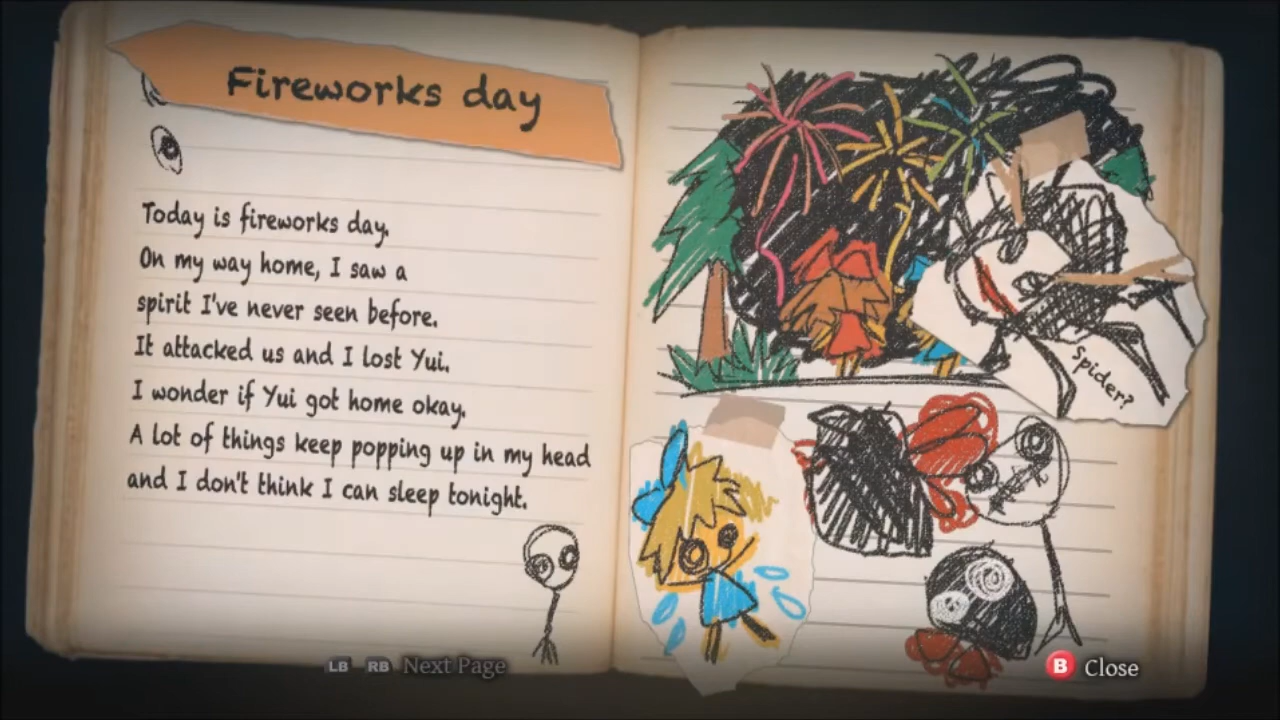 Fireworks day
Today is fireworks day.
On my way home, I saw a
spirit I've never seen before.
It attacked us and I lost Yui.
I wonder if Yui got home okay.
A lot of things keep popping up in my head
and I don't think I can sleep tonight.
Spider?
LB RB Next Page
B Close